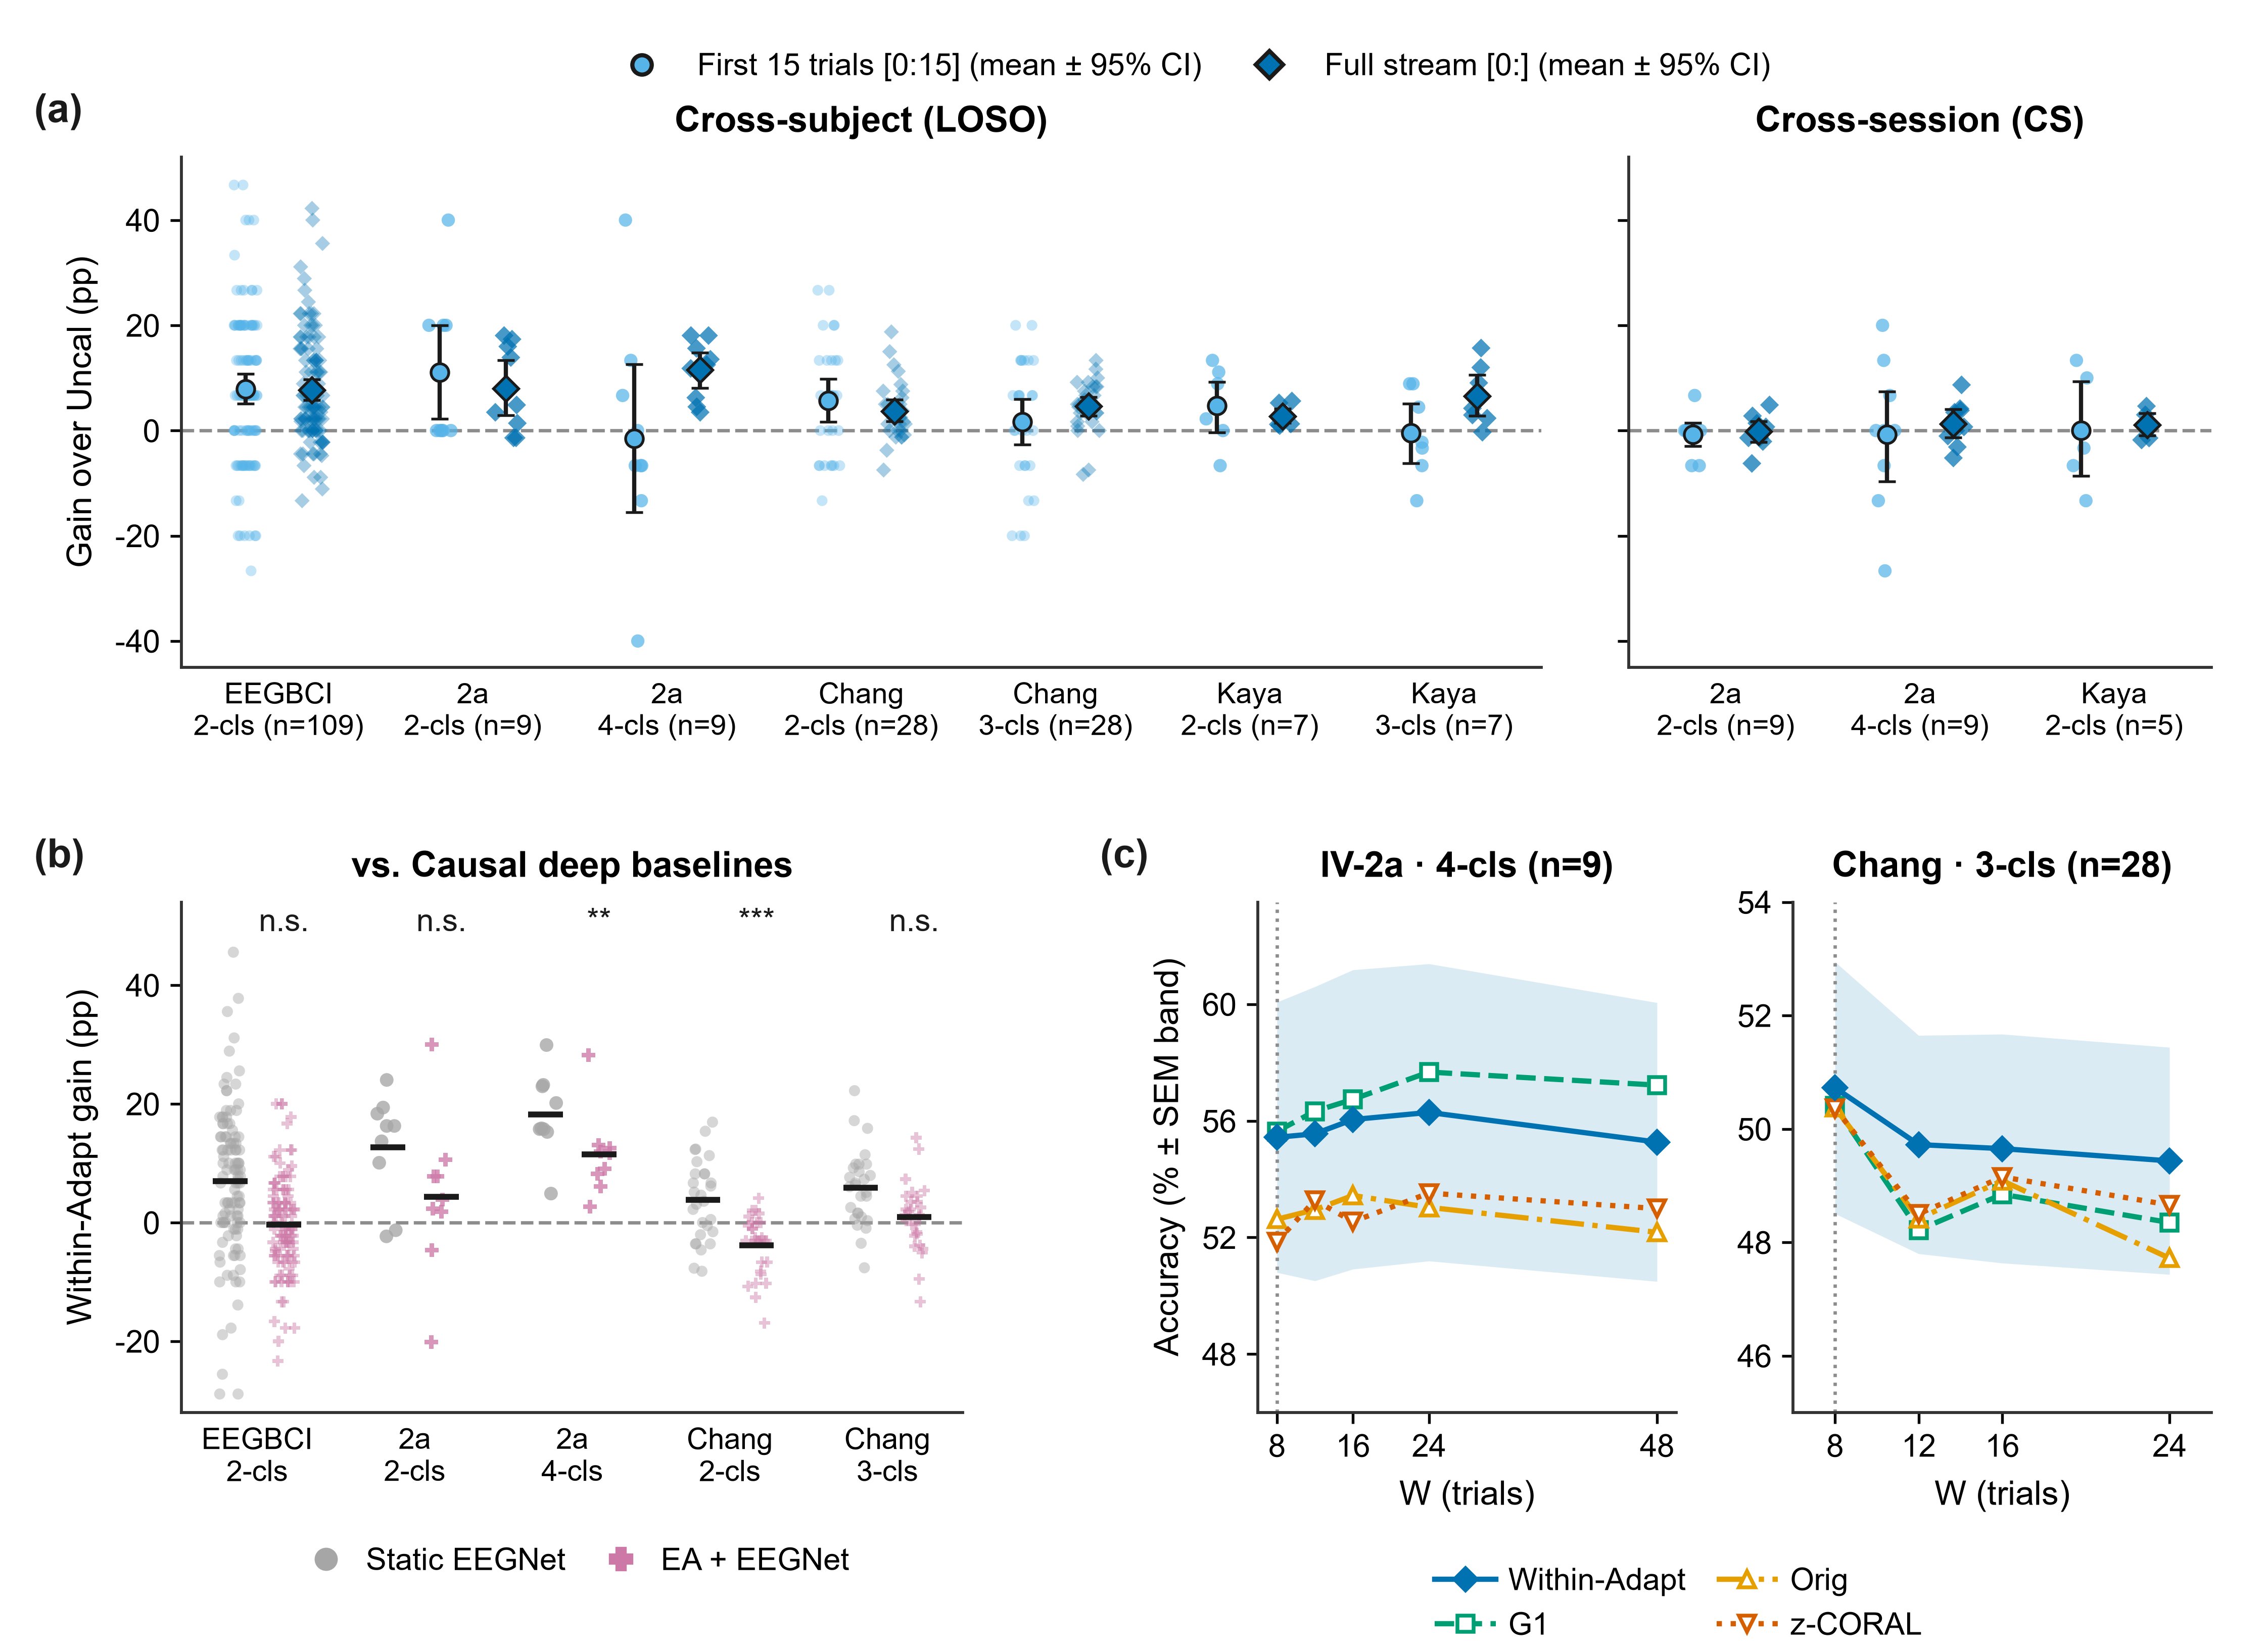 First 15 trials [0:15] (mean ± 95% CI)
Full stream [0:] (mean ± 95% CI)
(a)
Cross-subject (LOSO)
Cross-session (CS)
Gain over Uncal (pp)
40
20
0
-20
-40
EEGBCI
2-cls (n=109)
2a
2-cls (n=9)
2a
4-cls (n=9)
Chang
2-cls (n=28)
Chang
3-cls (n=28)
Kaya
2-cls (n=7)
Kaya
3-cls (n=7)
2a
2-cls (n=9)
2a
4-cls (n=9)
Kaya
2-cls (n=5)
(b)
vs. Causal deep baselines
n.s.
n.s.
**
***
n.s.
Within-Adapt gain (pp)
40
20
0
-20
EEGBCI
2-cls
2a
2-cls
2a
4-cls
Chang
2-cls
Chang
3-cls
Static EEGNet
EA + EEGNet
(c)
IV-2a · 4-cls (n=9)
Accuracy (% ± SEM band)
60
56
52
48
8
16
24
48
W (trials)
Chang · 3-cls (n=28)
54
52
50
48
46
8
12
16
24
W (trials)
Within-Adapt
G1
Orig
z-CORAL